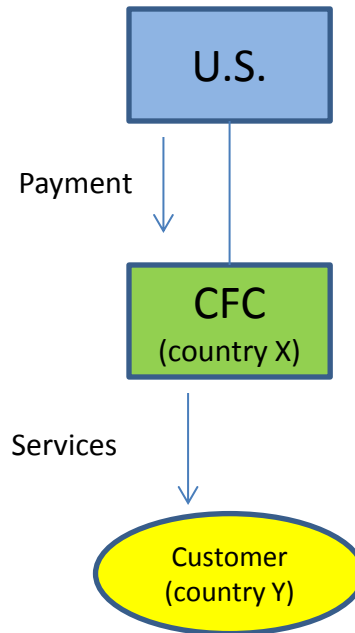 U.S.
Payment
CFC
(country X)
Services
Customer
(country Y)